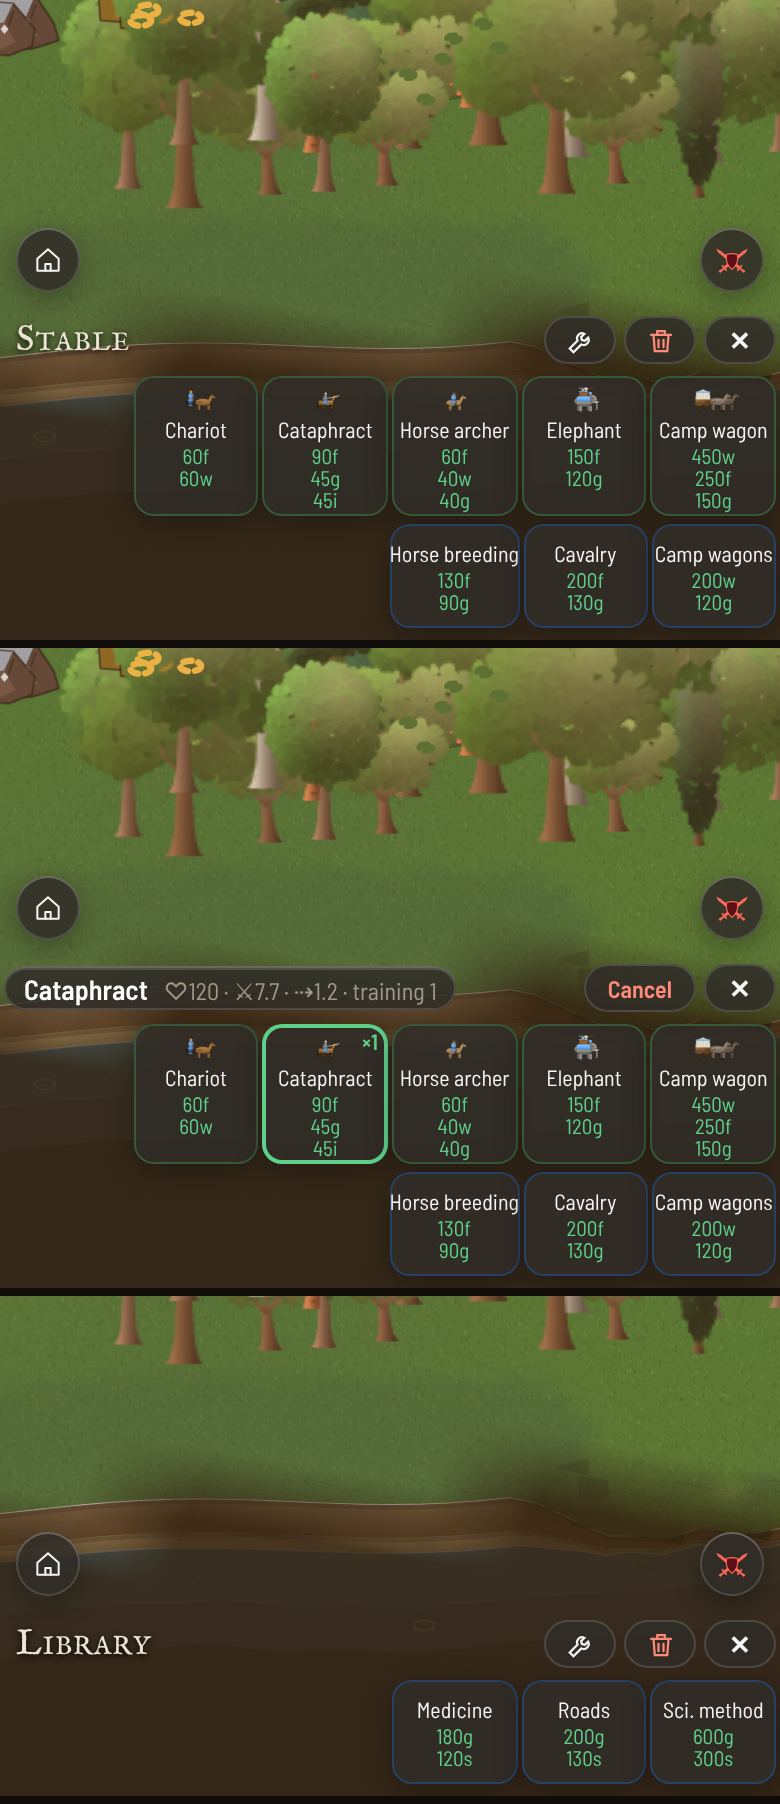 Stable
Chariot
60f
60w
Cataphract
90f
45g
45i
Horse archer
60f
40w
40g
Elephant
150f
120g
Camp wagon
450w
250f
150g
Horse breeding
130f
90g
Cavalry
200f
130g
Camp wagons
200w
120g
Cataphract ♡120 · ⚔7.7 · ⇢1.2 · training 1
Cancel
Chariot
60f
60w
×1
Cataphract
90f
45g
45i
Horse archer
60f
40w
40g
Elephant
150f
120g
Camp wagon
450w
250f
150g
Horse breeding
130f
90g
Cavalry
200f
130g
Camp wagons
200w
120g
Library
Medicine
180g
120s
Roads
200g
130s
Sci. method
600g
300s